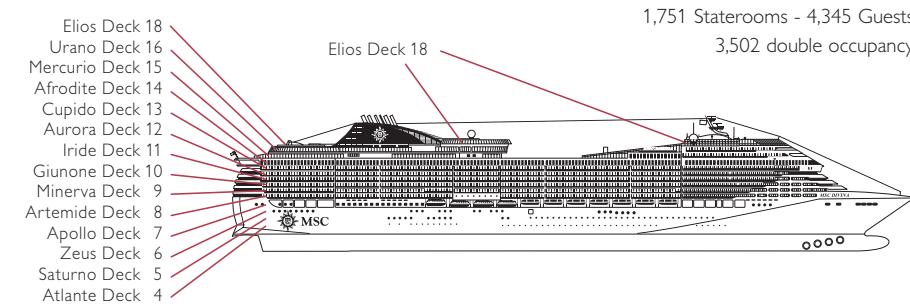 1,751 Staterooms - 4,345 Guests
3,502 double occupancy
Elios Deck 18
Elios Deck 18
Urano Deck 16
Mercurio Deck 15
Afrodite Deck 14
Cupido Deck 13
Aurora Deck 12
Iride Deck 11
Giunone Deck 10
Minerva Deck 9
Artemide Deck 8
Apollo Deck 7
Zeus Deck 6
Saturno Deck 5
Atlante Deck 4
MSC
MSC DIVINA